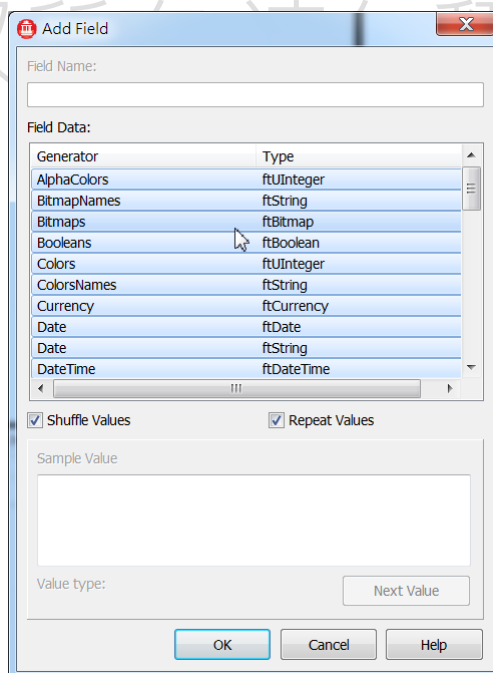 Add Field
Field Name:
Field Data:
Generator Type
AlphaColors ftUInteger
BitmapNames ftString
Bitmaps ftBitmap
Booleans ftBoolean
Colors ftUInteger
ColorsNames ftString
Currency ftCurrency
Date ftDate
Date ftString
DateTime ftDateTime
Shuffle Values Repeat Values
Sample Value
Value type: Next Value
OK Cancel Help